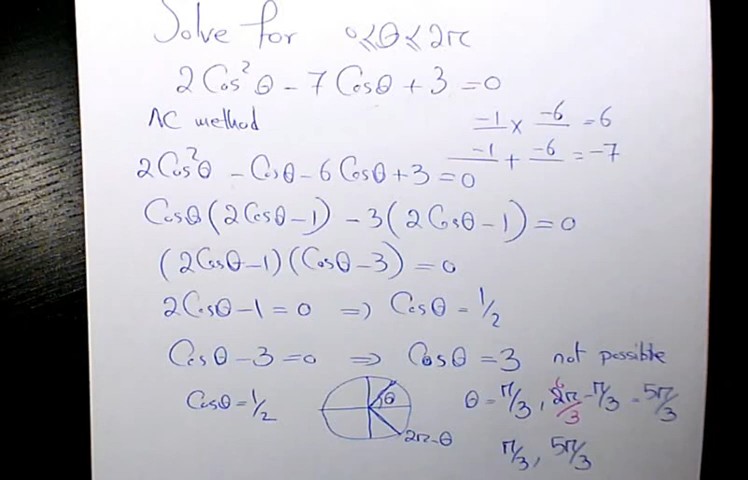 Solve for 0≤θ≤2π
2Cos²θ - 7Cosθ + 3 = 0
AC method
-1 × -6 = 6
-1 + -6 = -7
2Cos²θ - Cosθ - 6Cosθ + 3 = 0
Cosθ(2Cosθ-1) - 3(2Cosθ-1) = 0
(2Cosθ-1)(Cosθ-3) = 0
2Cosθ-1 = 0 => Cosθ = 1/2
Cosθ-3 = 0 => Cosθ = 3 not possible
Cosθ = 1/2
θ
2π-θ
θ = π/3, 2π - π/3 = 5π/3
π/3, 5π/3